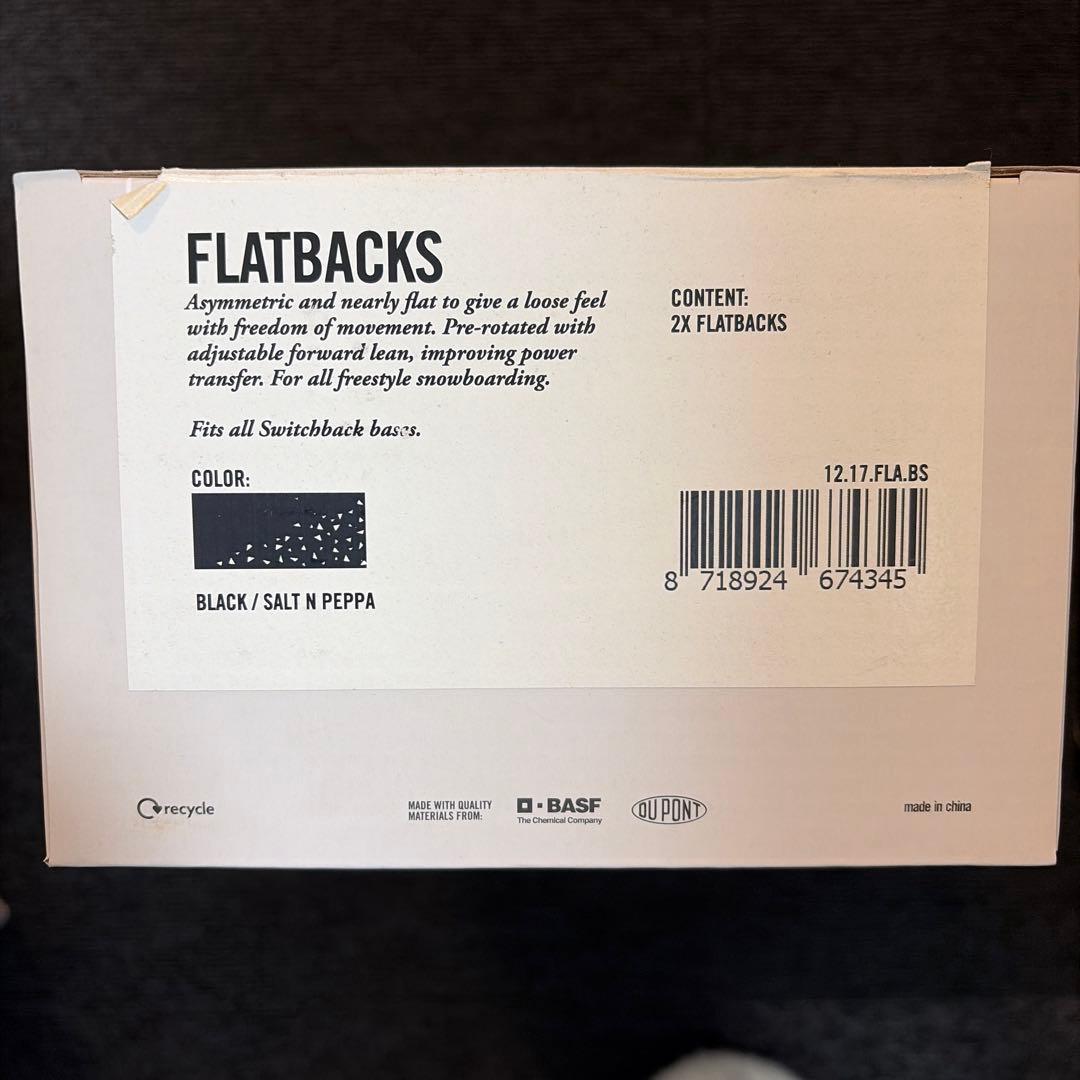 FLATBACKS
Asymmetric and nearly flat to give a loose feel
with freedom of movement. Pre-rotated with
adjustable forward lean, improving power
transfer. For all freestyle snowboarding.
Fits all Switchback bases.
CONTENT:
2X FLATBACKS
COLOR:
BLACK / SALT N PEPPA
12.17.FLA.BS
8 718924 674345
recycle
MADE WITH QUALITY
MATERIALS FROM:
BASF
The Chemical Company
DU PONT
made in china